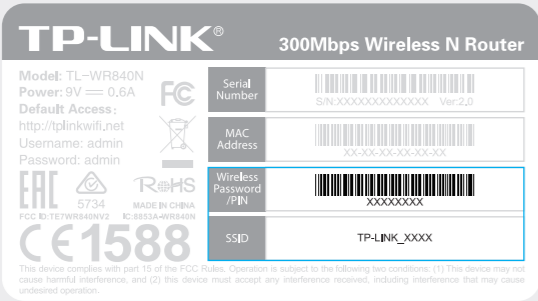 TP-LINK®
300Mbps Wireless N Router
Model: TL-WR840N
Power: 9V ⎓ 0.6A
Default Access:
http://tplinkwifi.net
Username: admin
Password: admin
FC
EAC
5734
RoHS
MADE IN CHINA
FCC ID:TE7WR840NV2 IC:8853A-WR840N
CE1588
Serial
Number
S/N:XXXXXXXXXXXXX Ver:2.0
MAC
Address
XX-XX-XX-XX-XX-XX
Wireless
Password
/PIN
XXXXXXXX
SSID
TP-LINK_XXXX
This device complies with part 15 of the FCC Rules. Operation is subject to the following two conditions: (1) This device may not
cause harmful interference, and (2) this device must accept any interference received, including interference that may cause
undesired operation.